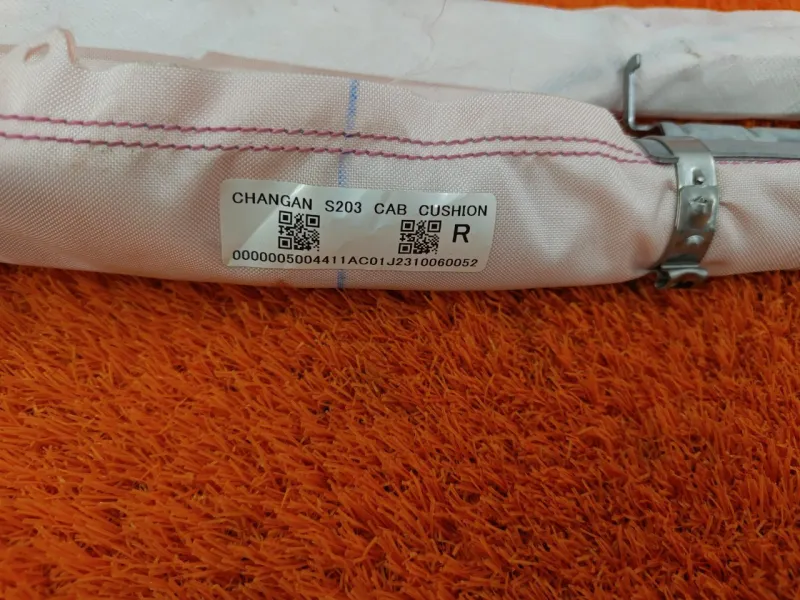 CHANGAN S203 CAB CUSHION
R
0000005004411AC01J2310060052